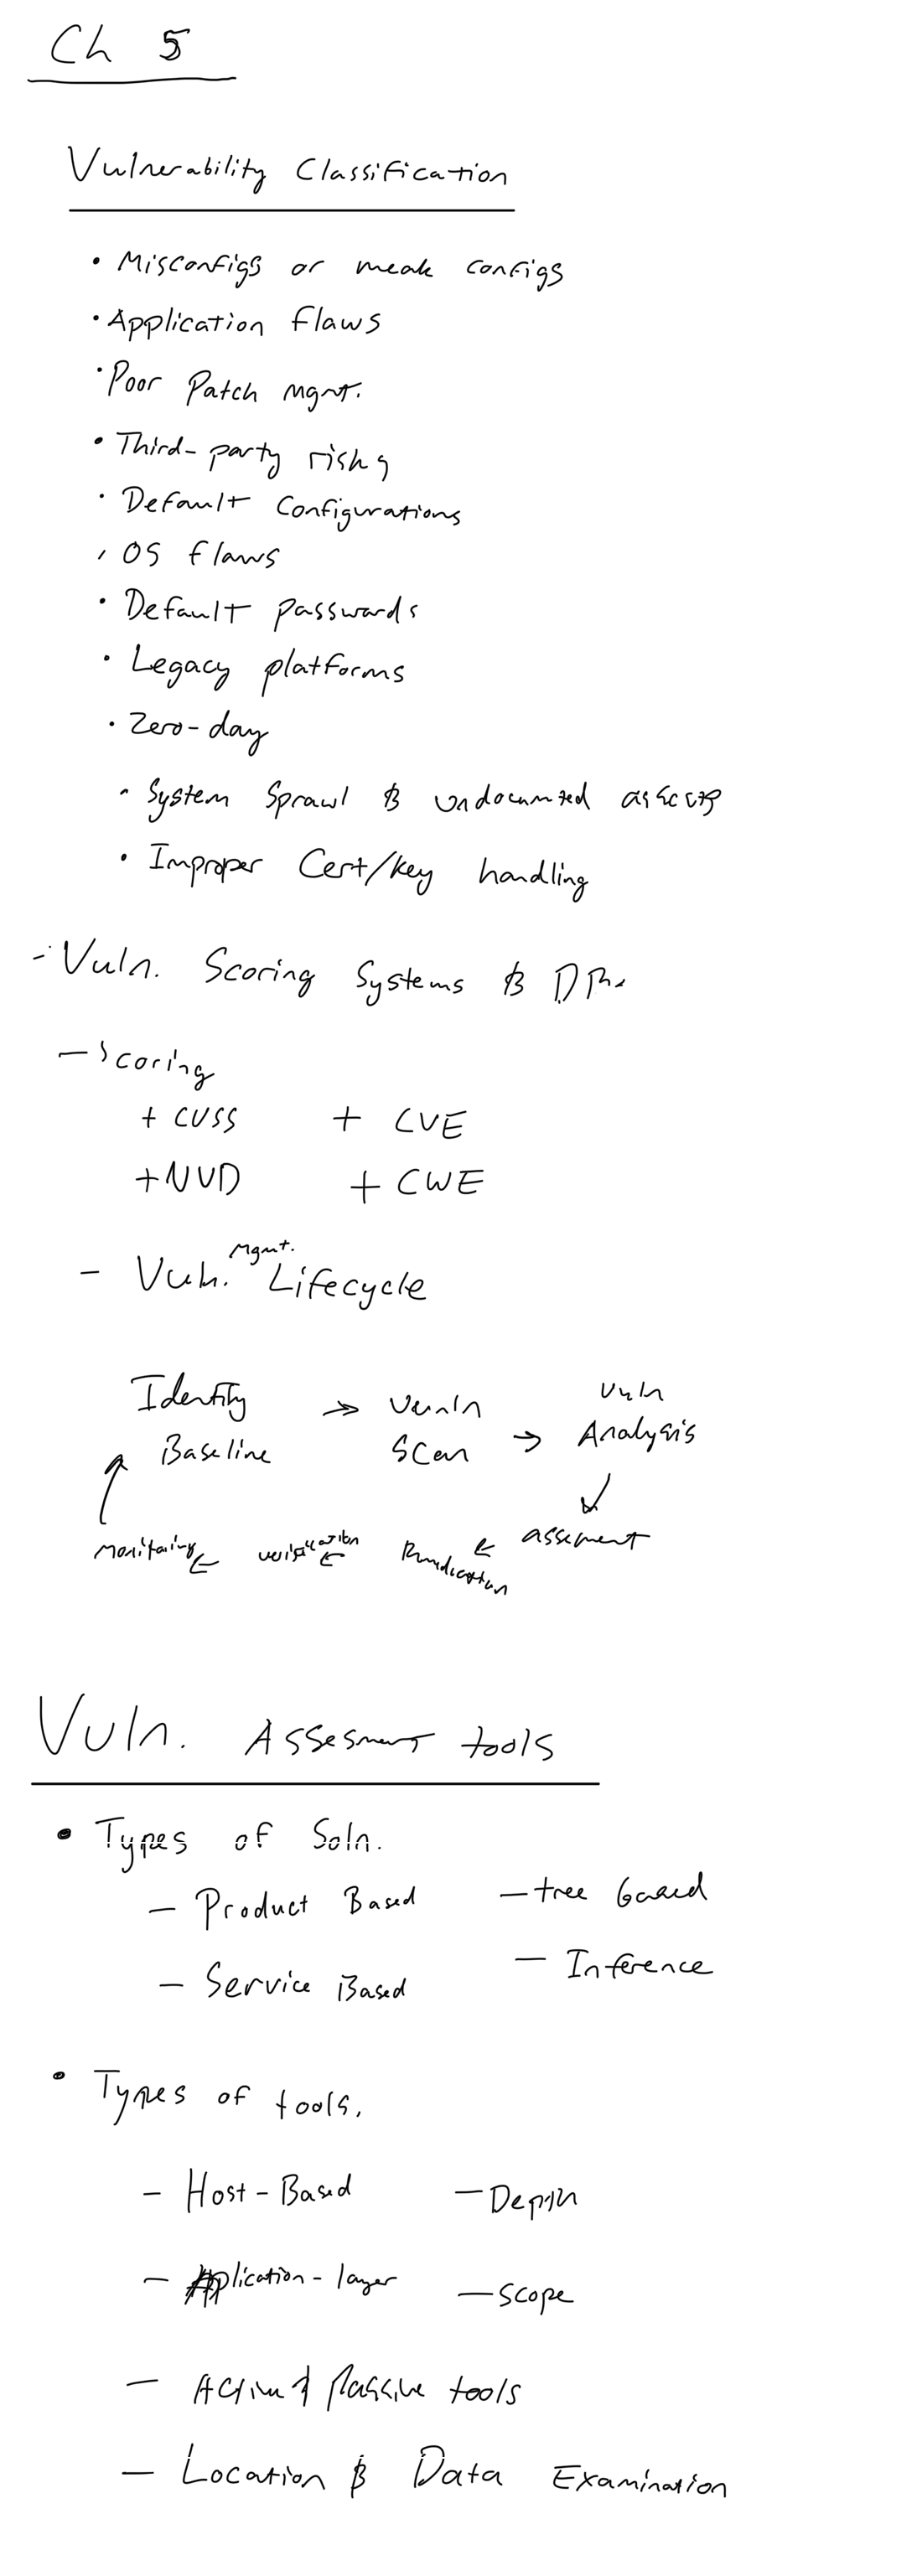 Ch 5
Vulnerability Classification
• Misconfigs or weak configs
• Application flaws
• Poor Patch mgmt.
• Third-party risks
• Default Configurations
• OS flaws
• Default passwords
• Legacy platforms
• Zero-day
• System Sprawl & undocumnted assets
• Improper Cert/key handling
- Vuln. Scoring Systems & DBs
- Scoring
+ CVSS + CVE
+ NVD + CWE
- Vuln. Mgmt. Lifecycle
Identity Baseline → Vuln Scan → Vuln Analysis
Monitoring ← verification ← Remediation ← assesment
Vuln. Assesment tools
• Types of Soln.
- Product Based - tree based
- Service Based - Inference
• Types of tools.
- Host-Based - Depth
- Application-layer - scope
- Active & Passive tools
- Location & Data Examination